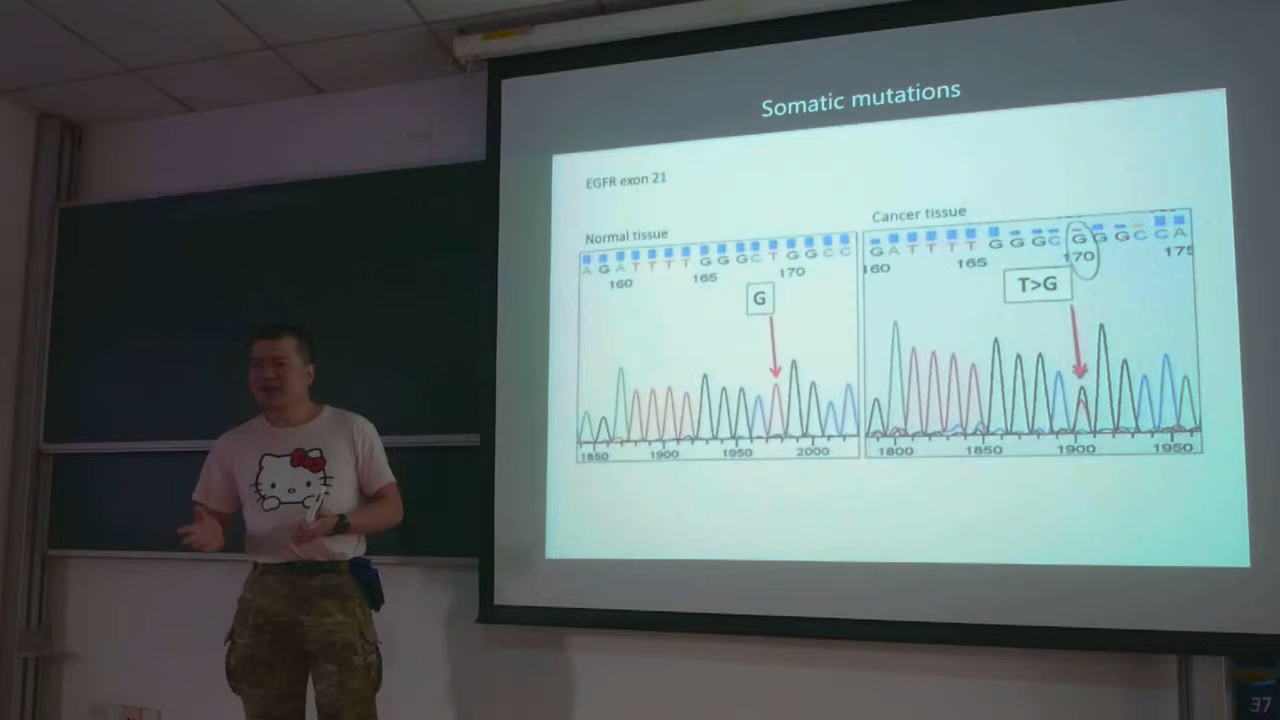 Somatic mutations
EGFR exon 21
Normal tissue
A G A T T T T G G G C T G G C C
160 165 170
G
1850 1900 1950 2000
Cancer tissue
G A T T T T G G G C G G G C C A
160 165 170 175
T>G
1800 1850 1900 1950
37